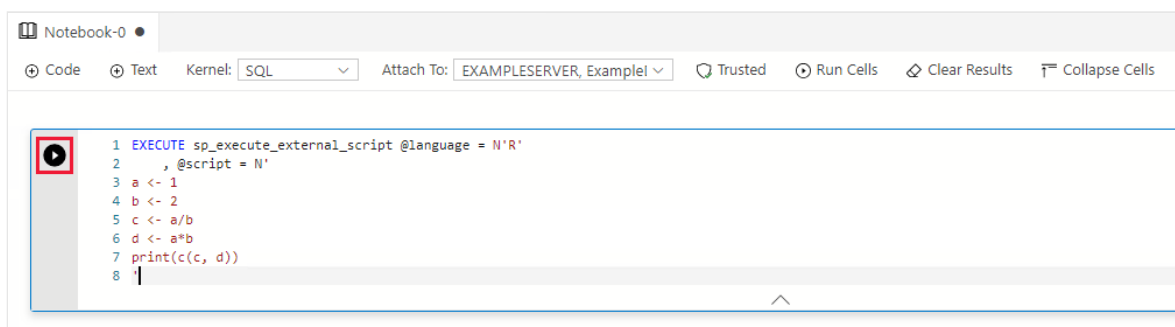 Notebook-0
Code Text Kernel: SQL Attach To: EXAMPLESERVER, Examplel Trusted Run Cells Clear Results Collapse Cells
1 EXECUTE sp_execute_external_script @language = N'R'
2     , @script = N'
3 a <- 1
4 b <- 2
5 c <- a/b
6 d <- a*b
7 print(c(c, d))
8 '